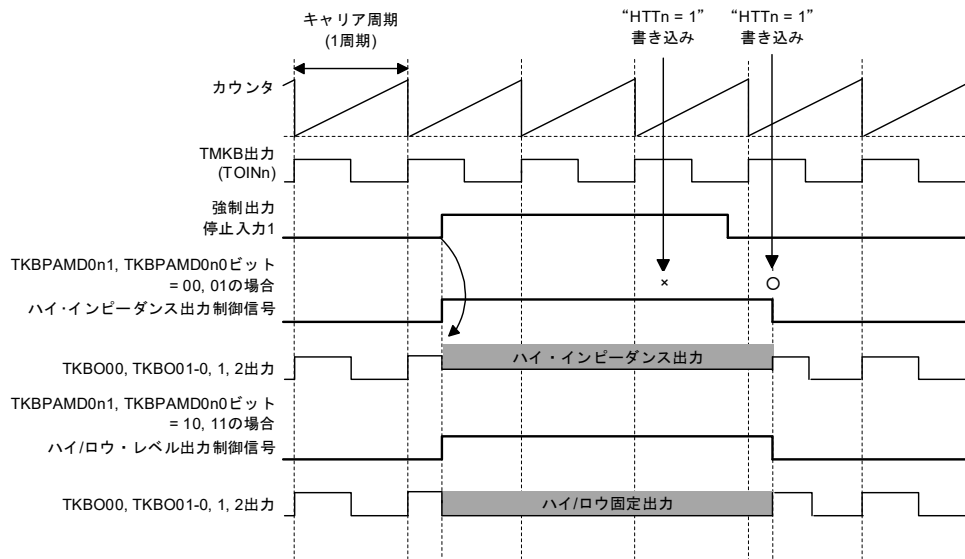 キャリア周期
(1周期)
“HTTn = 1”
書き込み
“HTTn = 1”
書き込み
カウンタ
TMKB出力
(TOINn)
強制出力
停止入力1
TKBPAMD0n1, TKBPAMD0n0ビット
= 00, 01の場合
×
○
ハイ・インピーダンス出力制御信号
ハイ・インピーダンス出力
TKBO00, TKBO01-0, 1, 2出力
TKBPAMD0n1, TKBPAMD0n0ビット
= 10, 11の場合
ハイ/ロウ・レベル出力制御信号
ハイ/ロウ固定出力
TKBO00, TKBO01-0, 1, 2出力